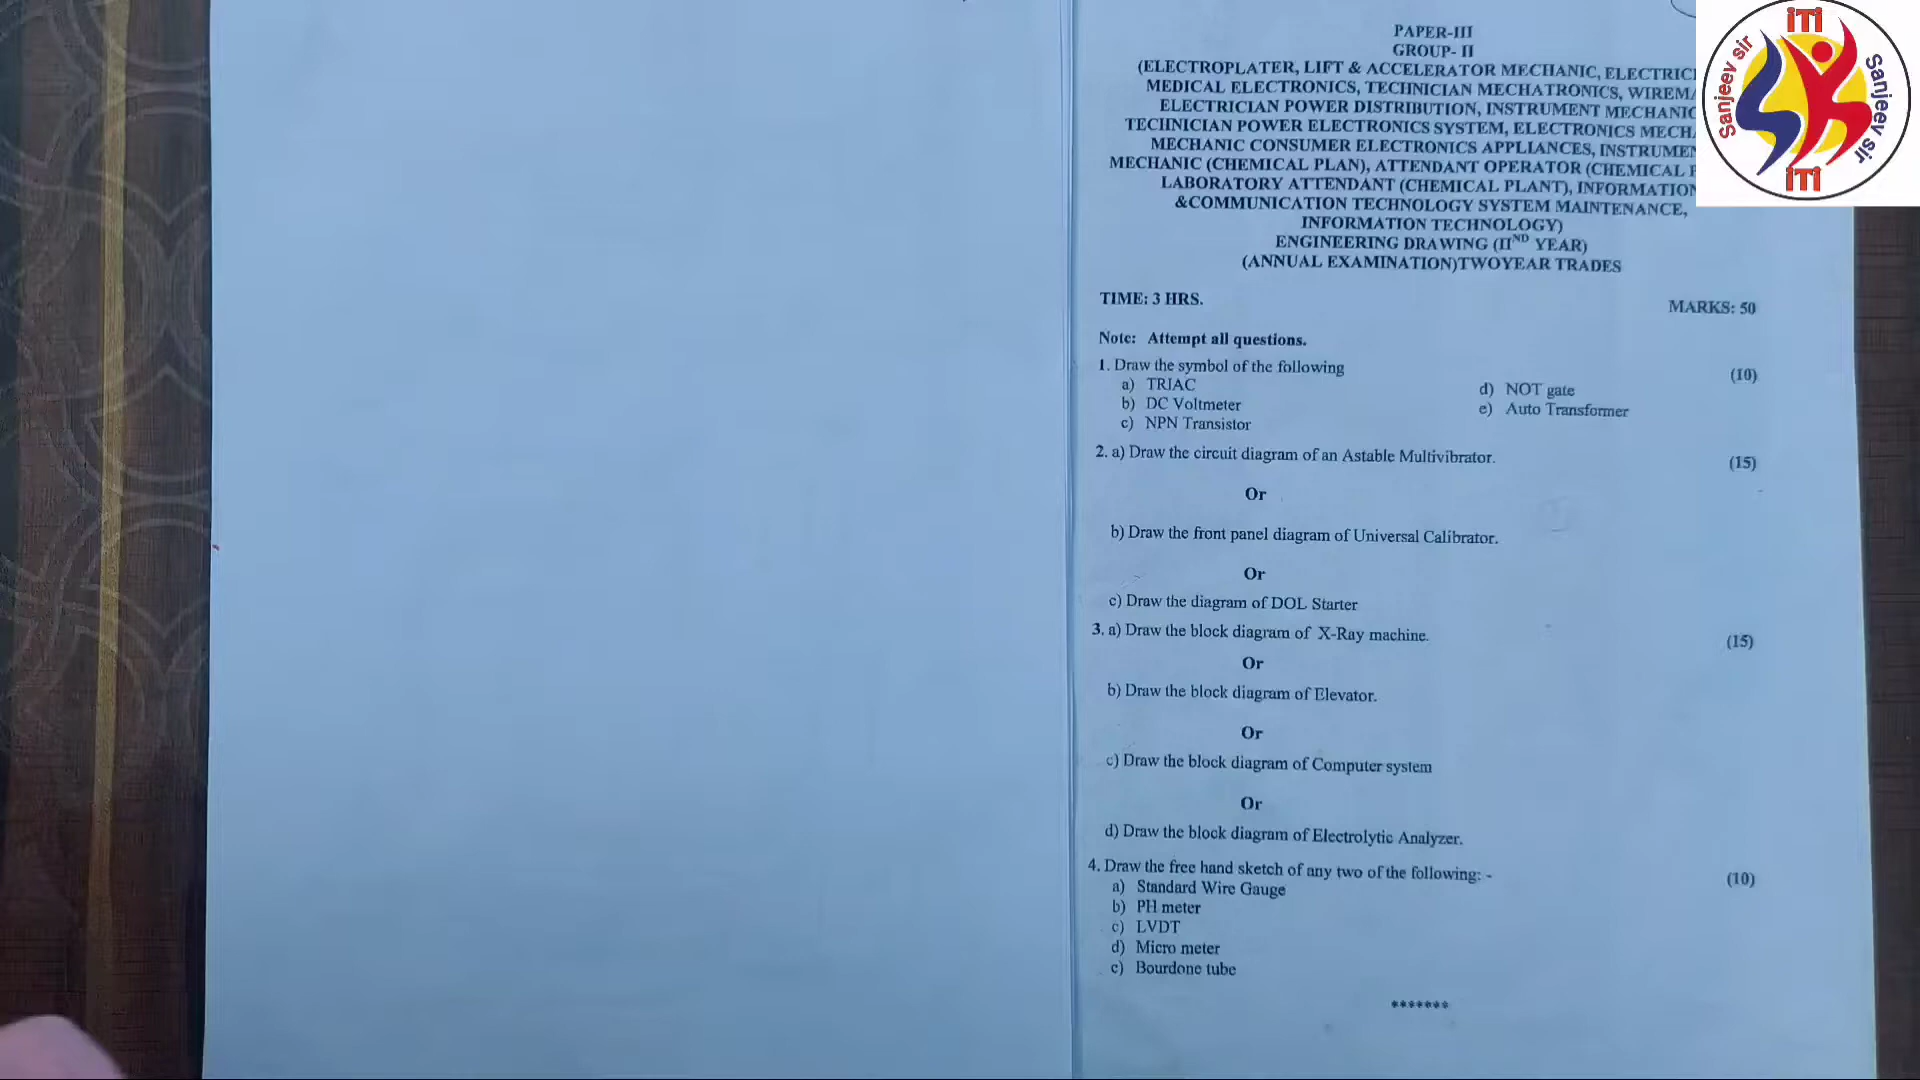 PAPER-III
GROUP- II
(ELECTROPLATER, LIFT & ACCELERATOR MECHANIC,
MEDICAL ELECTRONICS, TECHNICIAN MECHATRONICS,
ELECTRICIAN POWER DISTRIBUTION, INSTRUMENT MECHANIC
TECHNICIAN POWER ELECTRONICS SYSTEM, ELECTRONICS
MECHANIC CONSUMER ELECTRONICS APPLIANCES,
MECHANIC (CHEMICAL PLAN), ATTENDANT OPERATOR (CHEMICAL
LABORATORY ATTENDANT (CHEMICAL PLANT), INFORMATION
&COMMUNICATION TECHNOLOGY SYSTEM MAINTENANCE,
INFORMATION TECHNOLOGY)
ENGINEERING DRAWING (IIND YEAR)
(ANNUAL EXAMINATION)TWOYEAR TRADES
TIME: 3 HRS.
MARKS: 50
Note: Attempt all questions.
1. Draw the symbol of the following (10)
a) TRIAC
b) DC Voltmeter
c) NPN Transistor
d) NOT gate
e) Auto Transformer
2. a) Draw the circuit diagram of an Astable Multivibrator. (15)
Or
b) Draw the front panel diagram of Universal Calibrator.
Or
c) Draw the diagram of DOL Starter
3. a) Draw the block diagram of X-Ray machine. (15)
Or
b) Draw the block diagram of Elevator.
Or
c) Draw the block diagram of Computer system
Or
d) Draw the block diagram of Electrolytic Analyzer.
4. Draw the free hand sketch of any two of the following: - (10)
a) Standard Wire Gauge
b) PH meter
c) LVDT
d) Micro meter
e) Bourdone tube
*******
iTi
Sanjeev sir
Sanjeev sir
iTi